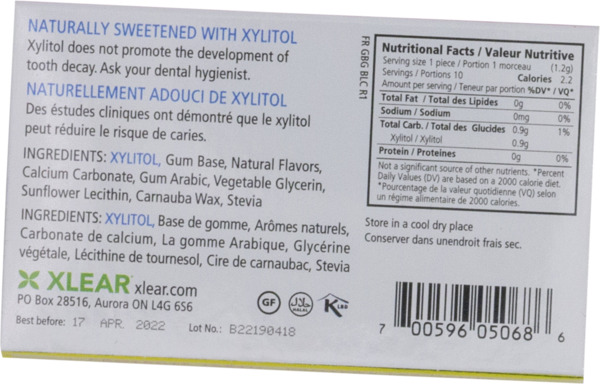 NATURALLY SWEETENED WITH XYLITOL
Xylitol does not promote the development of
tooth decay. Ask your dental hygienist.
NATURELLEMENT ADOUCI DE XYLITOL
Des éstudes cliniques ont démontré que le xylitol
peut réduire le risque de caries.
INGREDIENTS: XYLITOL, Gum Base, Natural Flavors,
Calcium Carbonate, Gum Arabic, Vegetable Glycerin,
Sunflower Lecithin, Carnauba Wax, Stevia
INGREDIENTS: XYLITOL, Base de gomme, Arômes naturels,
Carbonate de calcium, La gomme Arabique, Glycérine
végétale, Lécithine de tournesol, Cire de carnaubac, Stevia
XLEAR xlear.com
PO Box 28516, Aurora ON L4G 6S6
Best before: 17 APR. 2022 Lot No.: B22190418
GF
HALAL
K LBB
FR GBG BLC R1
Nutritional Facts / Valeur Nutritive
Serving size 1 piece / Portion 1 morceau (1.2g)
Servings / Portions 10 Calories 2.2
Amount per serving / Teneur par portion %DV* / VQ*
Total Fat / Total des Lipides 0g 0%
Sodium / Sodium 0mg 0%
Total Carb. / Total des Glucides 0.9g 1%
Xylitol / Xylitol 0.9g
Protein / Proteines 0g 0%
Not a significant source of other nutrients. *Percent
Daily Values (DV) are based on a 2000 calorie diet.
*Pourcentage de la valeur quotidienne (VQ) selon
un régime alimentaire de 2000 calories.
Store in a cool dry place
Conserver dans unendroit frais sec.
7 00596 05068 6